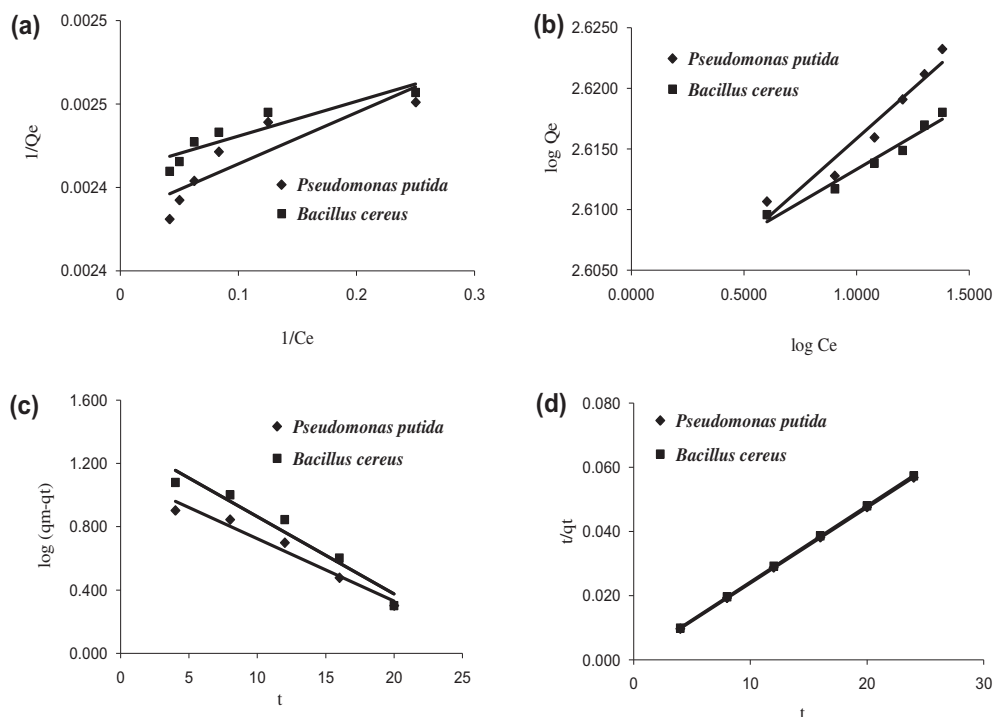 (a)
0.0025
0.0025
0.0024
0.0024
1/Qe
Pseudomonas putida
Bacillus cereus
0
0.1
0.2
0.3
1/Ce
(b)
2.6250
2.6200
2.6150
2.6100
2.6050
log Qe
Pseudomonas putida
Bacillus cereus
0.0000
0.5000
1.0000
1.5000
log Ce
(c)
1.600
1.200
0.800
0.400
0.000
log (qm-qt)
Pseudomonas putida
Bacillus cereus
0
5
10
15
20
25
t
(d)
0.080
0.060
0.040
0.020
0.000
t/qt
Pseudomonas putida
Bacillus cereus
0
10
20
30
t